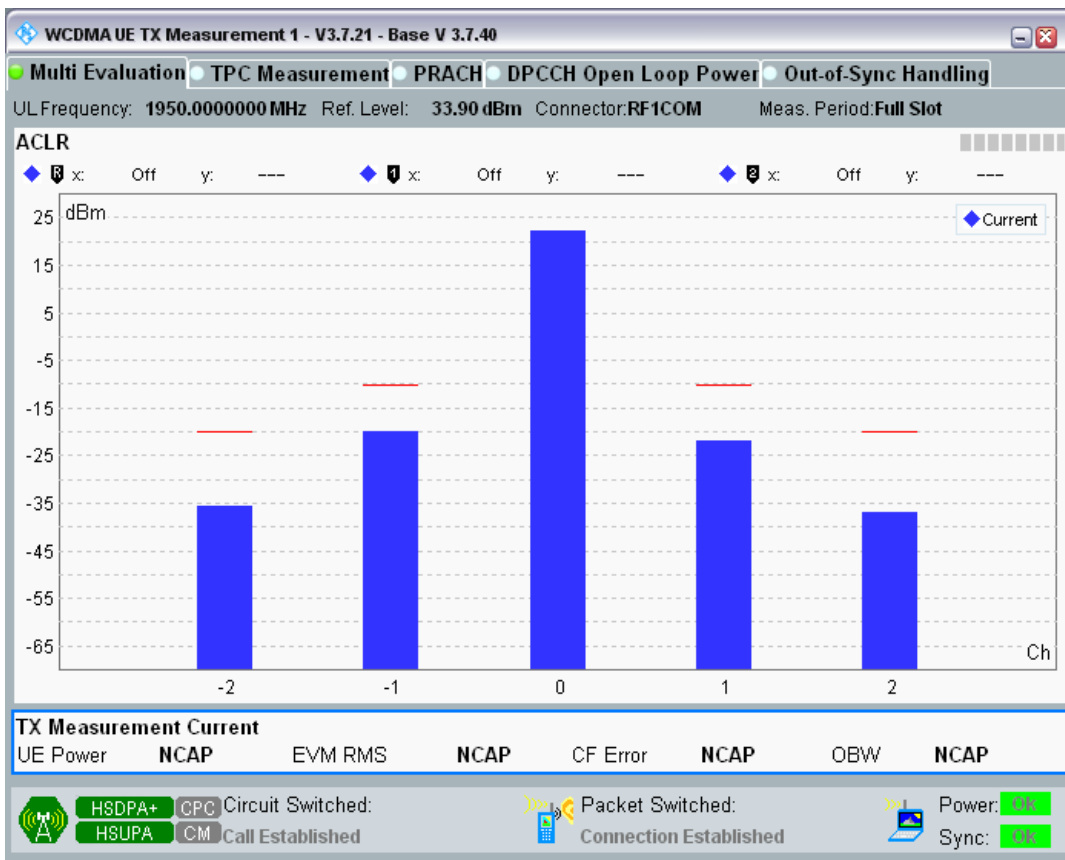 WCDMA UE TX Measurement 1 - V3.7.21 - Base V 3.7.40
Multi Evaluation TPC Measurement PRACH DPCCH Open Loop Power Out-of-Sync Handling
UL Frequency: 1950.0000000 MHz Ref. Level: 33.90 dBm Connector:RF1COM Meas. Period:Full Slot
ACLR
R x: Off y: --- 1 x: Off y: --- 2 x: Off y: ---
dBm
Current
25
15
5
-5
-15
-25
-35
-45
-55
-65
Ch
-2 -1 0 1 2
TX Measurement Current
UE Power NCAP EVM RMS NCAP CF Error NCAP OBW NCAP
HSDPA+ CPC Circuit Switched: Packet Switched: Power: Ok
HSUPA CM Call Established Connection Established Sync: Ok